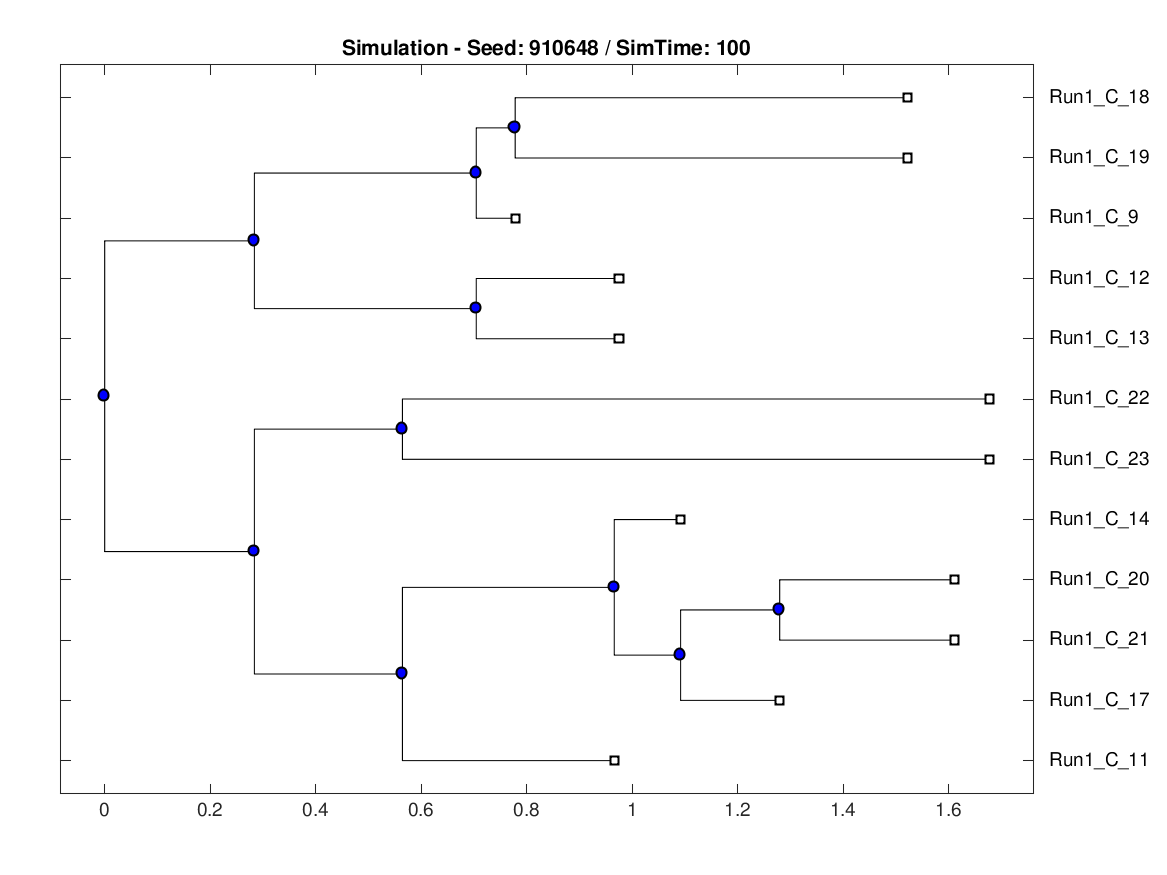 Simulation - Seed: 910648 / SimTime: 100
Run1_C_18
Run1_C_19
Run1_C_9
Run1_C_12
Run1_C_13
Run1_C_22
Run1_C_23
Run1_C_14
Run1_C_20
Run1_C_21
Run1_C_17
Run1_C_11
0 0.2 0.4 0.6 0.8 1 1.2 1.4 1.6